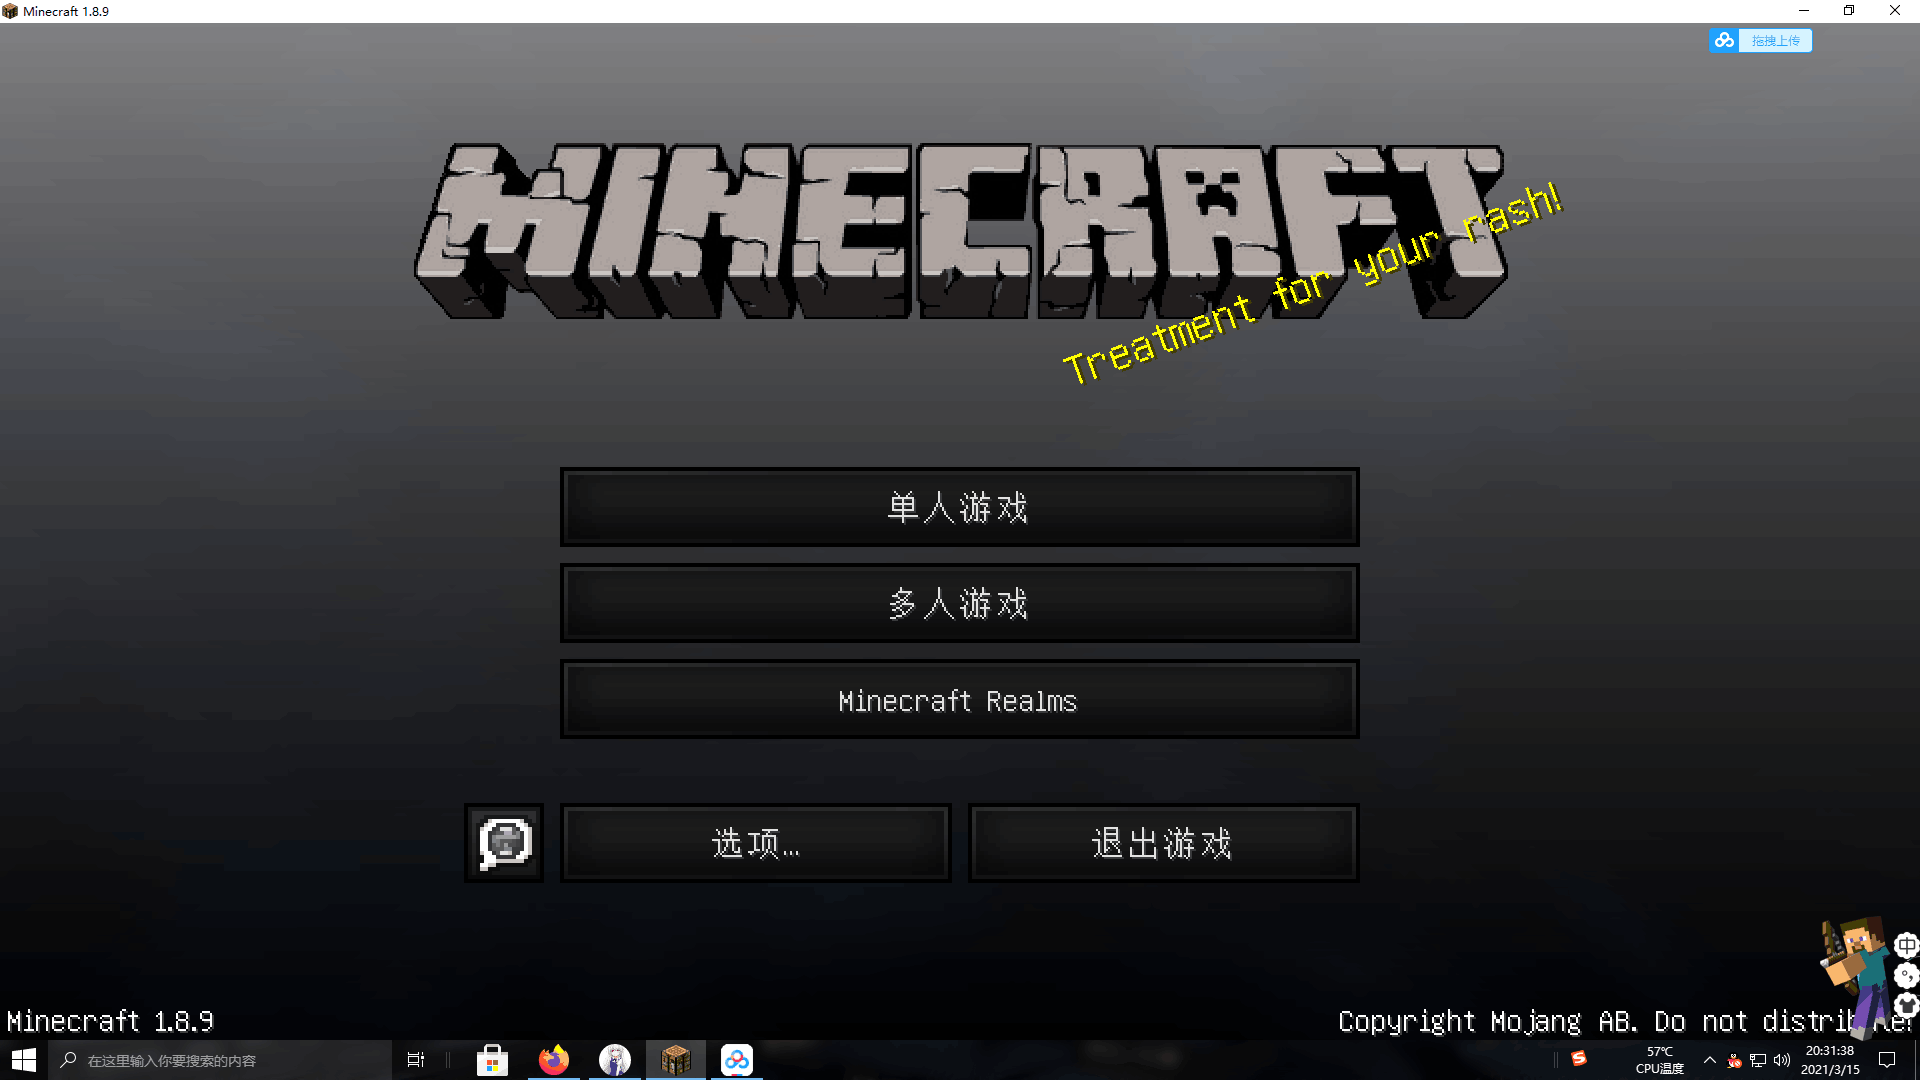 Minecraft 1.8.9
拖拽上传
MINECRAFT
Treatment for your rash!
单人游戏
多人游戏
Minecraft Realms
选项...
退出游戏
中
Minecraft 1.8.9
Copyright Mojang AB. Do not
在这里输入你要搜索的内容
57℃
CPU温度
20:31:38
2021/3/15